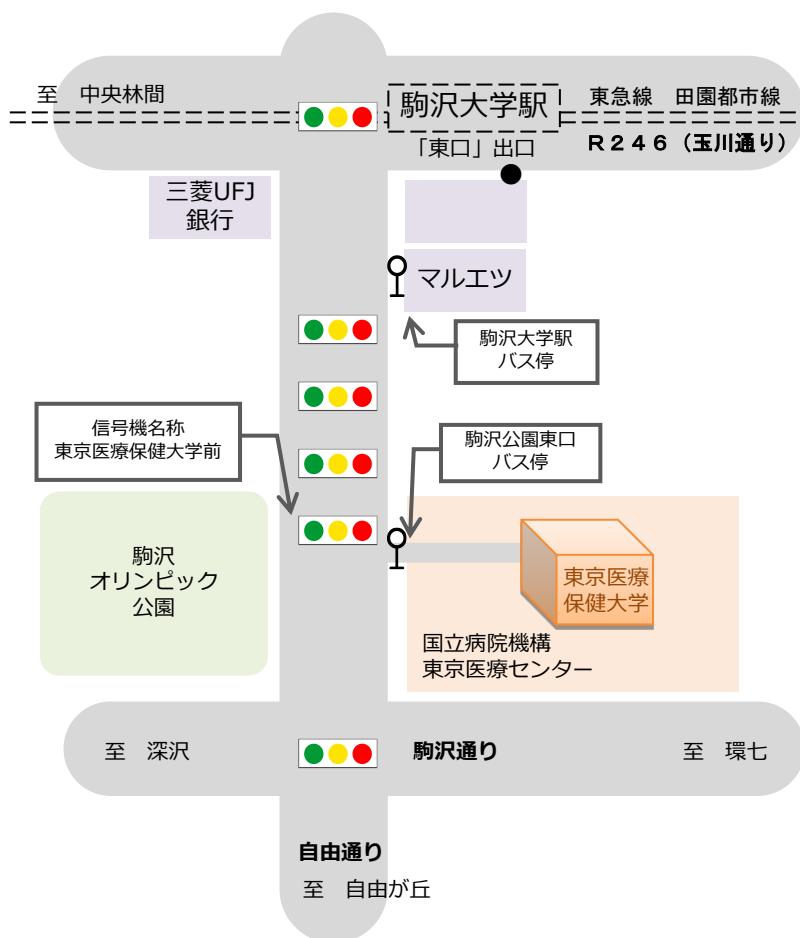 至　中央林間
駒沢大学駅
東急線　田園都市線
「東口」出口
Ｒ２４６（玉川通り）
三菱UFJ
銀行
マルエツ
駒沢大学駅
バス停
信号機名称
東京医療保健大学前
駒沢公園東口
バス停
駒沢
オリンピック
公園
東京医療
保健大学
国立病院機構
東京医療センター
至　深沢
駒沢通り
至　環七
自由通り
至　自由が丘